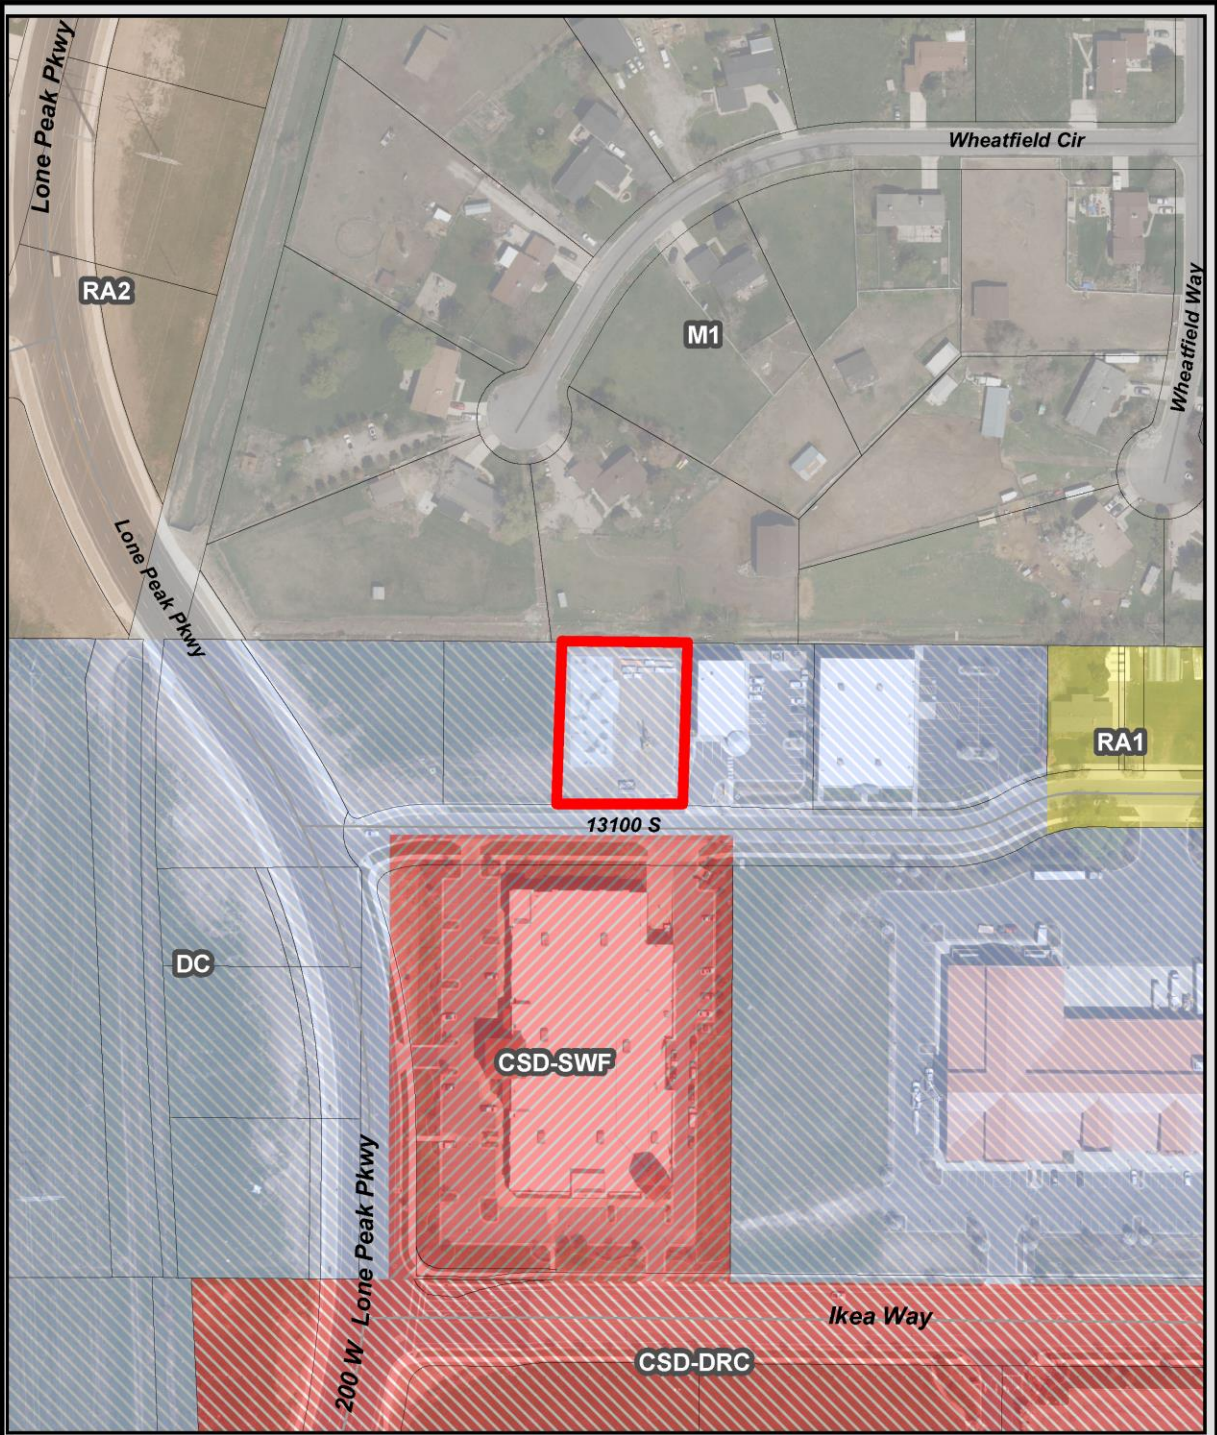 Lone Peak Pkwy
Wheatfield Cir
RA2
M1
Wheatfield Way
Lone Peak Pkwy
RA1
13100 S
DC
CSD-SWF
Lone Peak Pkwy
200 W
Ikea Way
CSD-DRC